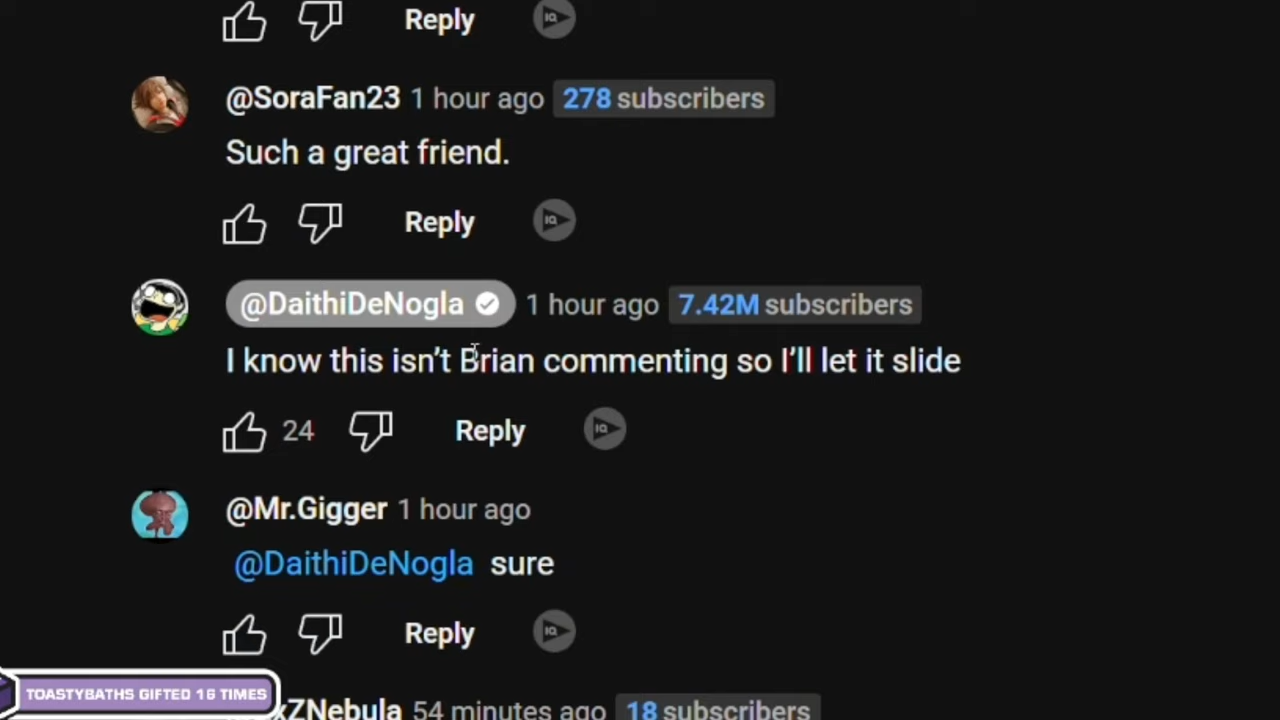 Reply
@SoraFan23 1 hour ago 278 subscribers
Such a great friend.
Reply
@DaithiDeNogla 1 hour ago 7.42M subscribers
I know this isn't Brian commenting so I'll let it slide
24 Reply
@Mr.Gigger 1 hour ago
@DaithiDeNogla sure
Reply
TOASTYBATHS GIFTED 16 TIMES
54 minutes ago 18 subscribers